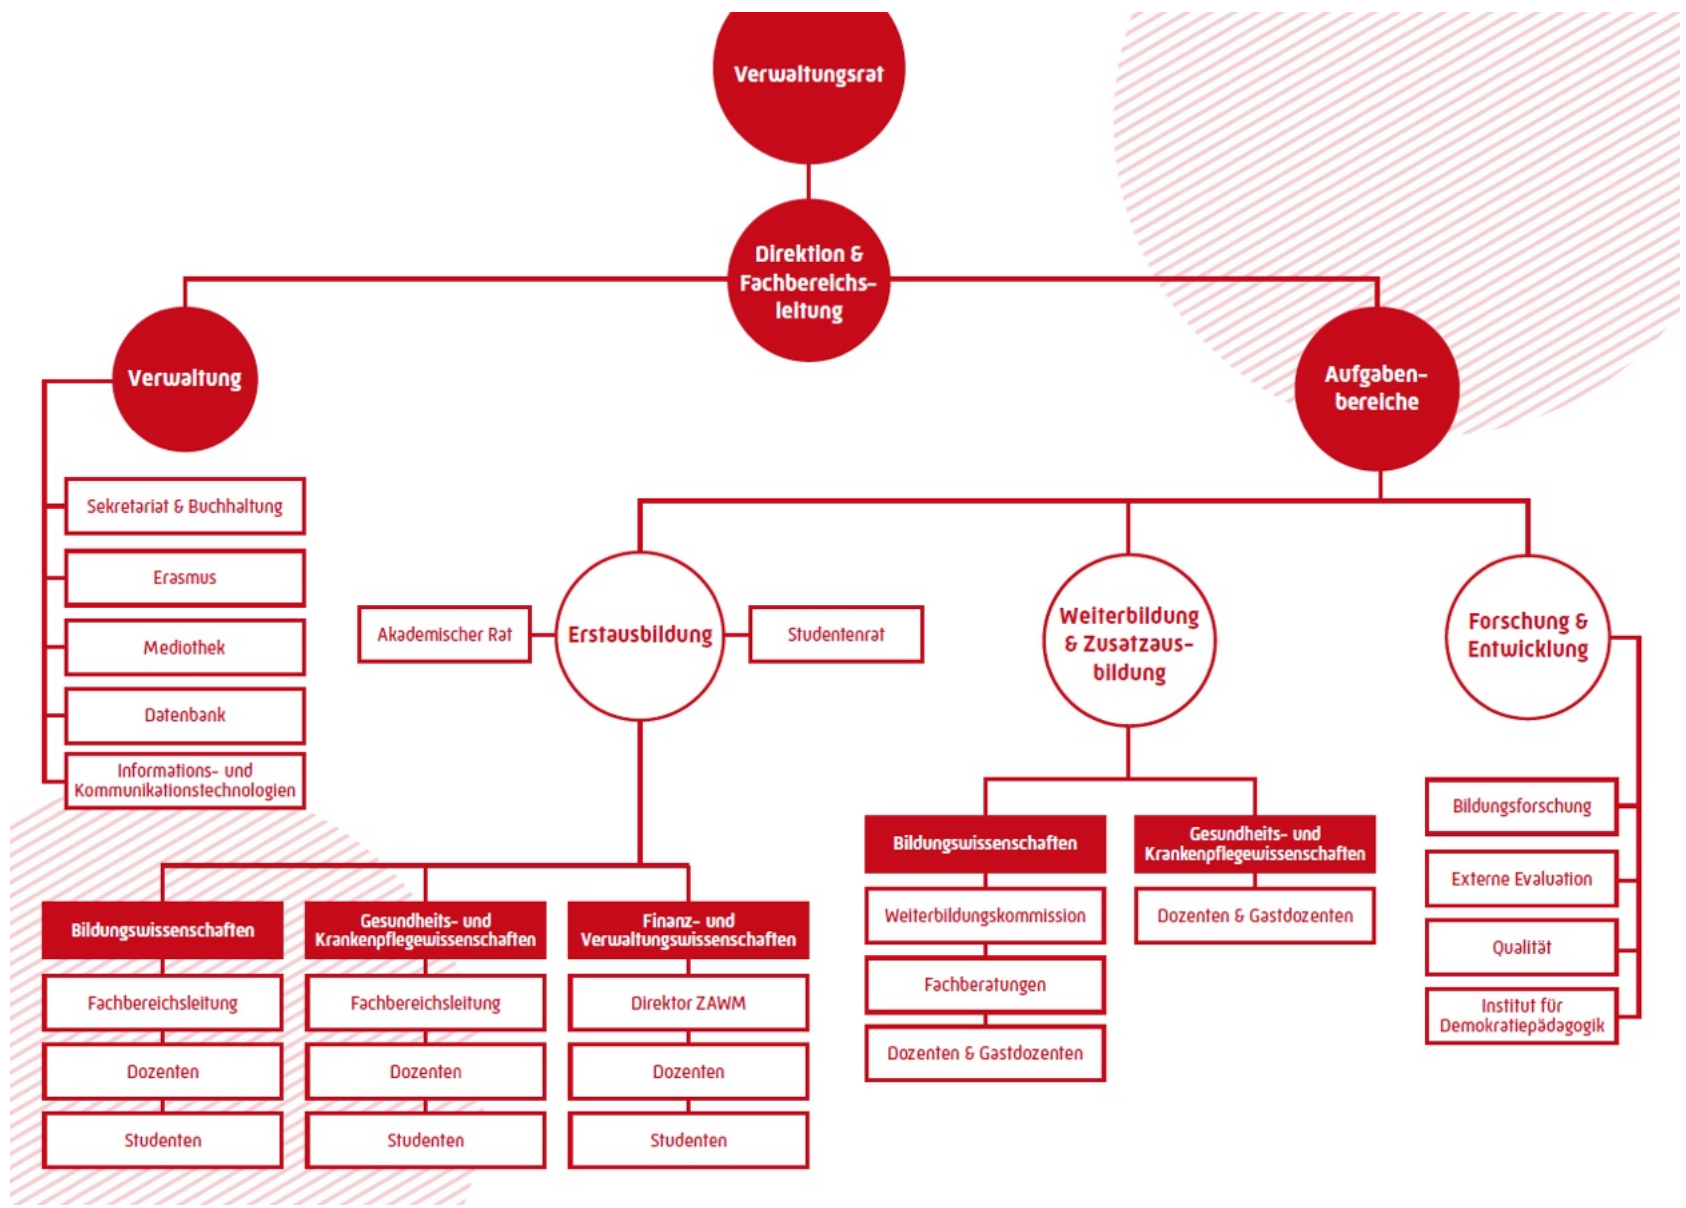 Verwaltungsrat
Direktion &
Fachbereichs-
leitung
Verwaltung
Aufgaben-
bereiche
Sekretariat & Buchhaltung
Erasmus
Mediothek
Datenbank
Informations- und
Kommunikationstechnologien
Akademischer Rat
Erstausbildung
Studentenrat
Weiterbildung
& Zusatzaus-
bildung
Forschung &
Entwicklung
Bildungswissenschaften
Fachbereichsleitung
Dozenten
Studenten
Gesundheits- und
Krankenpflegewissenschaften
Fachbereichsleitung
Dozenten
Studenten
Finanz- und
Verwaltungswissenschaften
Direktor ZAWM
Dozenten
Studenten
Bildungswissenschaften
Weiterbildungskommission
Fachberatungen
Dozenten & Gastdozenten
Gesundheits- und
Krankenpflegewissenschaften
Dozenten & Gastdozenten
Bildungsforschung
Externe Evaluation
Qualität
Institut für
Demokratiepädagogik